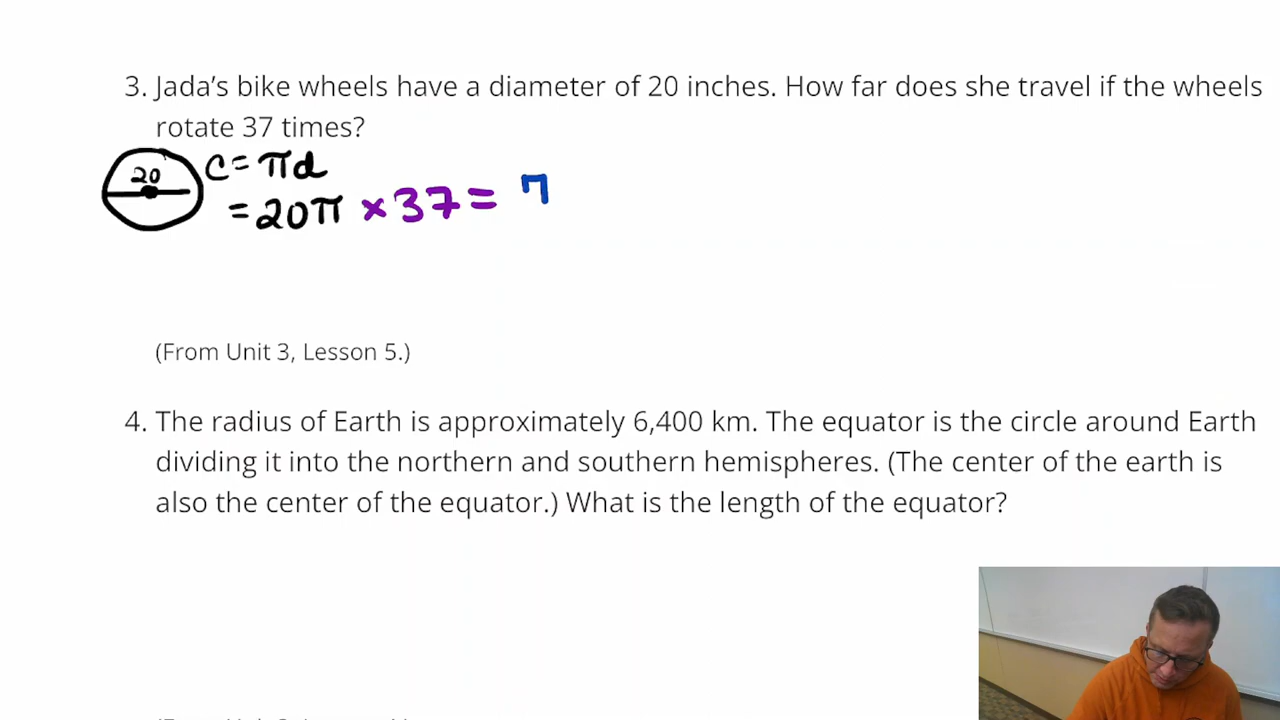 3. Jada’s bike wheels have a diameter of 20 inches. How far does she travel if the wheels
rotate 37 times?
20
C = πd
= 20π × 37 = 7
(From Unit 3, Lesson 5.)
4. The radius of Earth is approximately 6,400 km. The equator is the circle around Earth
dividing it into the northern and southern hemispheres. (The center of the earth is
also the center of the equator.) What is the length of the equator?